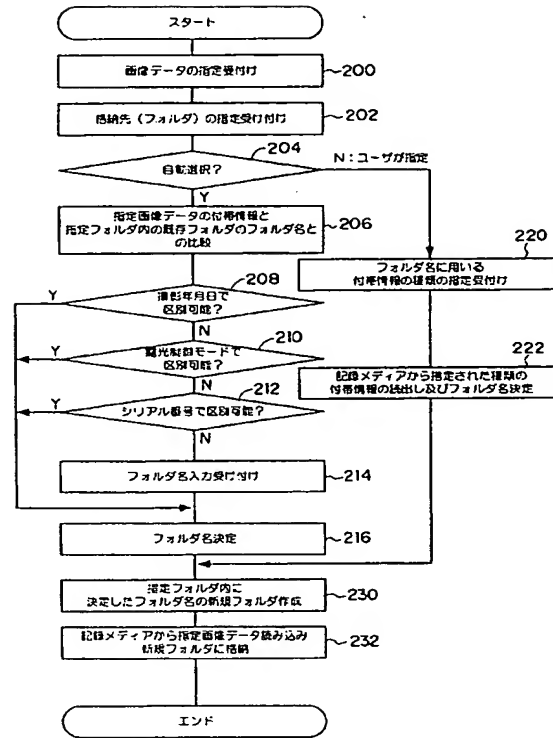 スタート
画像データの指定受付け
200
格納先(フォルダ)の指定受け付け
202
204
自動選択?
N:ユーザが指定
Y
指定画像データの付帯情報と
指定フォルダ内の既存フォルダのフォルダ名と
の比較
206
220
フォルダ名に用いる
付帯情報の種類の指定受付け
208
撮影年月日で
区別可能?
Y
N
210
露光制御モードで
区別可能?
Y
N
222
記録メディアから指定された種類の
付帯情報の読出し及びフォルダ名決定
212
シリアル番号で区別可能?
Y
N
フォルダ名入力受け付け
214
フォルダ名決定
216
指定フォルダ内に
決定したフォルダ名の新規フォルダ作成
230
記録メディアから指定画像データ読み込み
新規フォルダに格納
232
エンド